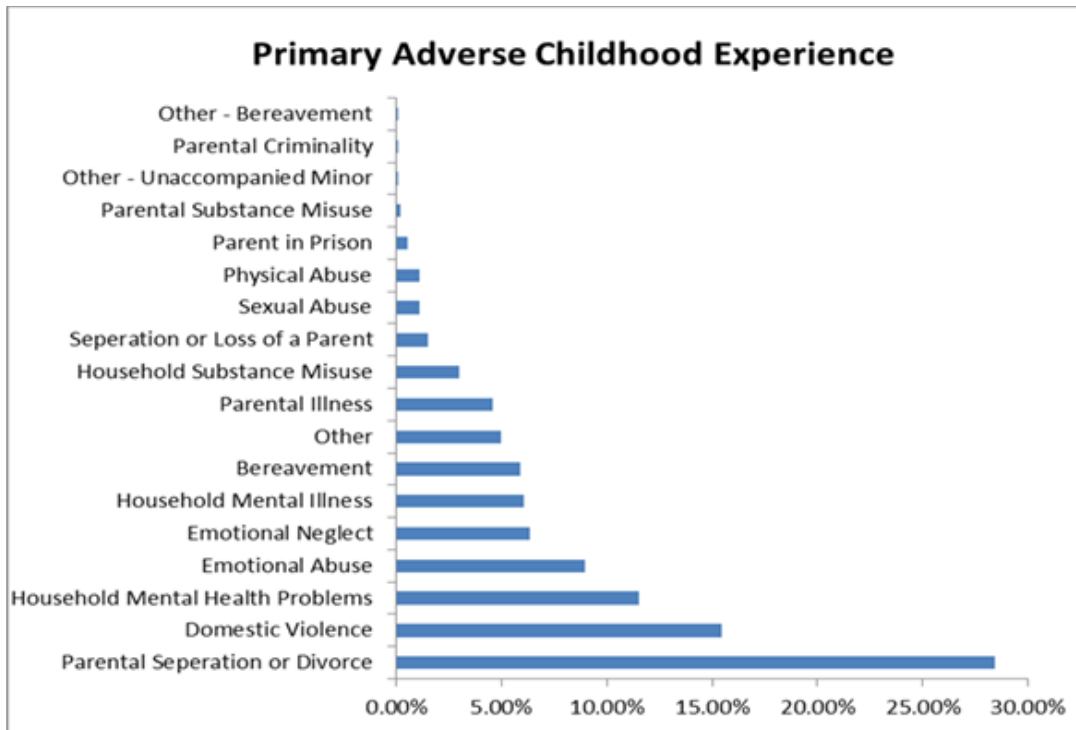 Primary Adverse Childhood Experience
Other - Bereavement
Parental Criminality
Other - Unaccompanied Minor
Parental Substance Misuse
Parent in Prison
Physical Abuse
Sexual Abuse
Seperation or Loss of a Parent
Household Substance Misuse
Parental Illness
Other
Bereavement
Household Mental Illness
Emotional Neglect
Emotional Abuse
Household Mental Health Problems
Domestic Violence
Parental Seperation or Divorce
0.00% 5.00% 10.00% 15.00% 20.00% 25.00% 30.00%